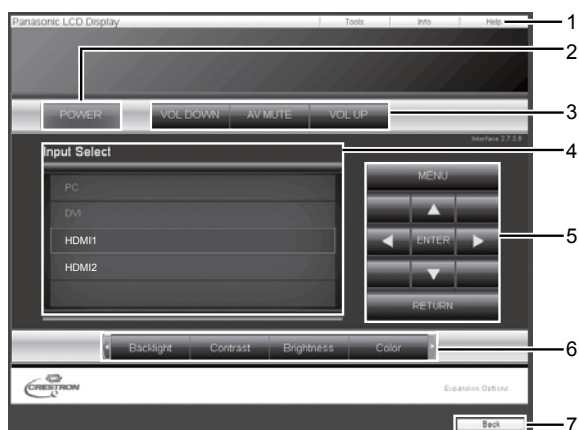 Panasonic LCD Display Tools Info Help 1
2
POWER VOL DOWN AV MUTE VOL UP 3
Interface 2.7.2.8
Input Select 4
MENU
PC
DVI
HDMI1 ENTER 5
HDMI2
RETURN
Backlight Contrast Brightness Color 6
CRESTRON Expansion Options
Back 7